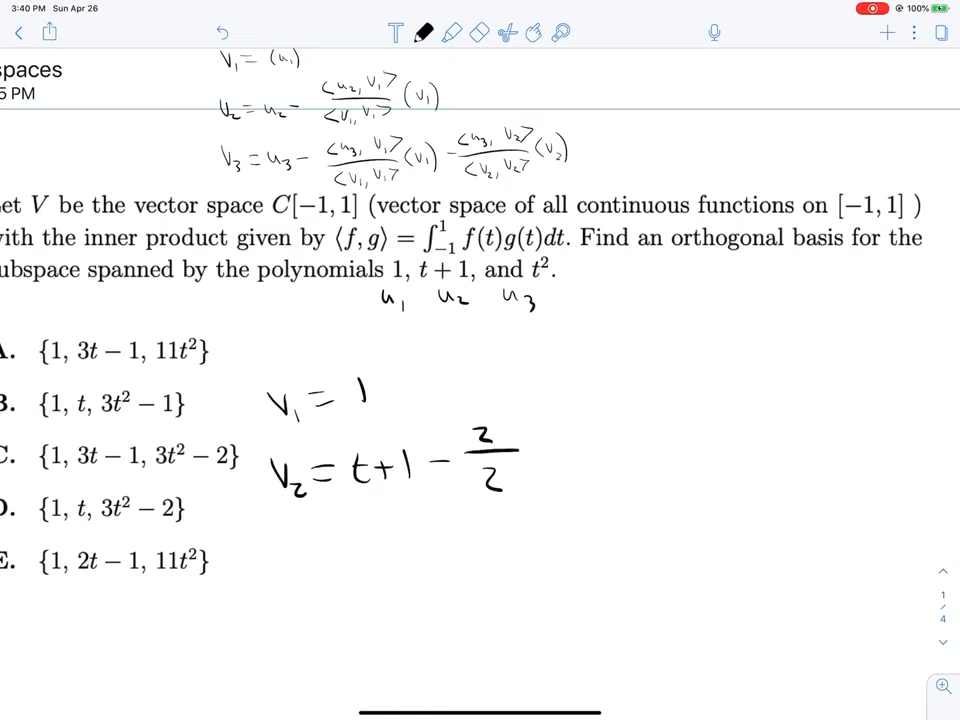 3:40 PM Sun Apr 26
100%
spaces
5 PM
v₁ = (u₁)
v₂ = u₂ − <u₂, v₁>/<v₁, v₁> (v₁)
v₃ = u₃ − <u₃, v₁>/<v₁, v₁> (v₁) − <u₃, v₂>/<v₂, v₂> (v₂)
et V be the vector space C[−1, 1] (vector space of all continuous functions on [−1, 1] )
ith the inner product given by ⟨f, g⟩ = ∫₋₁¹ f(t)g(t)dt. Find an orthogonal basis for the
ubspace spanned by the polynomials 1, t + 1, and t².
u₁ u₂ u₃
A. {1, 3t − 1, 11t²}
B. {1, t, 3t² − 1}
C. {1, 3t − 1, 3t² − 2}
D. {1, t, 3t² − 2}
E. {1, 2t − 1, 11t²}
v₁ = 1
v₂ = t + 1 − 2/2
1
/
4